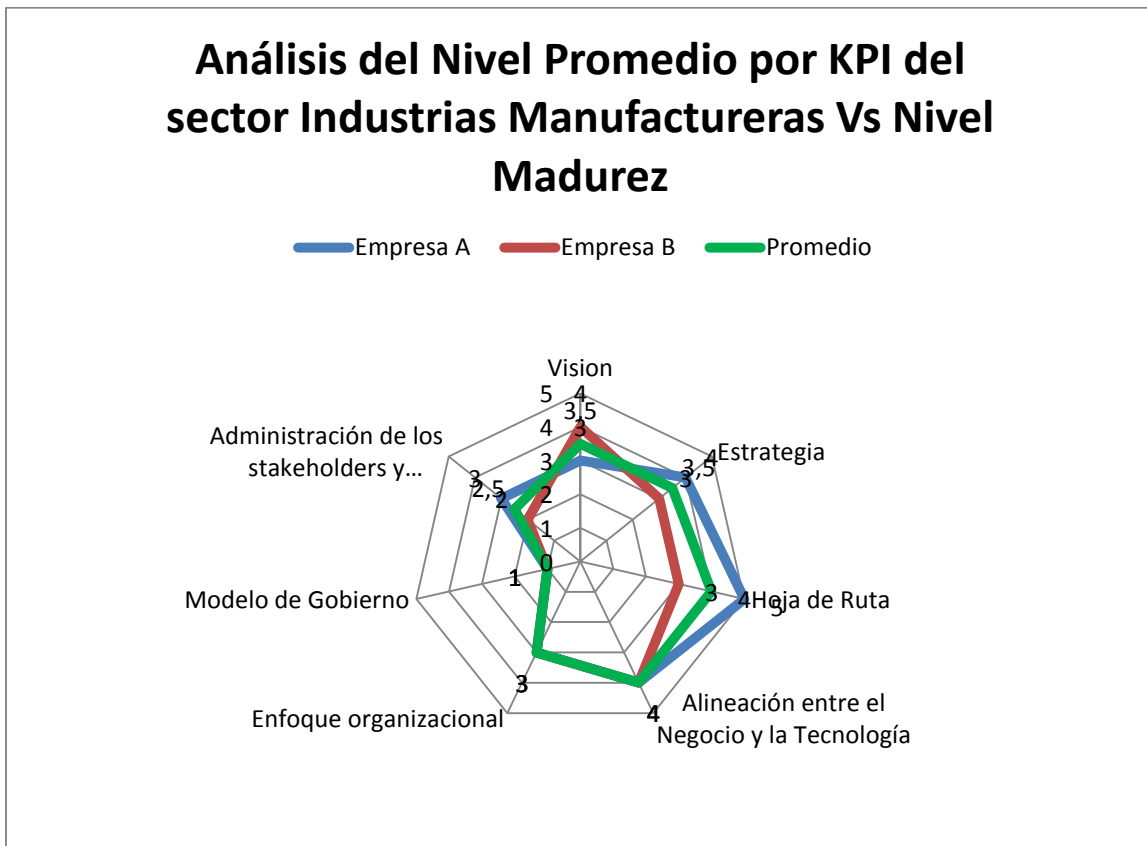 Análisis del Nivel Promedio por KPI del
sector Industrias Manufactureras Vs Nivel
Madurez
Empresa A
Empresa B
Promedio
Vision
5
4
3,5
4
3
Administración de los
stakeholders y...
Estrategia
4
3,5
3
3
3
2,5
2
2
1
0
Modelo de Gobierno
1
3
4
5
Hoja de Ruta
Enfoque organizacional
3
Alineación entre el
Negocio y la Tecnología
4